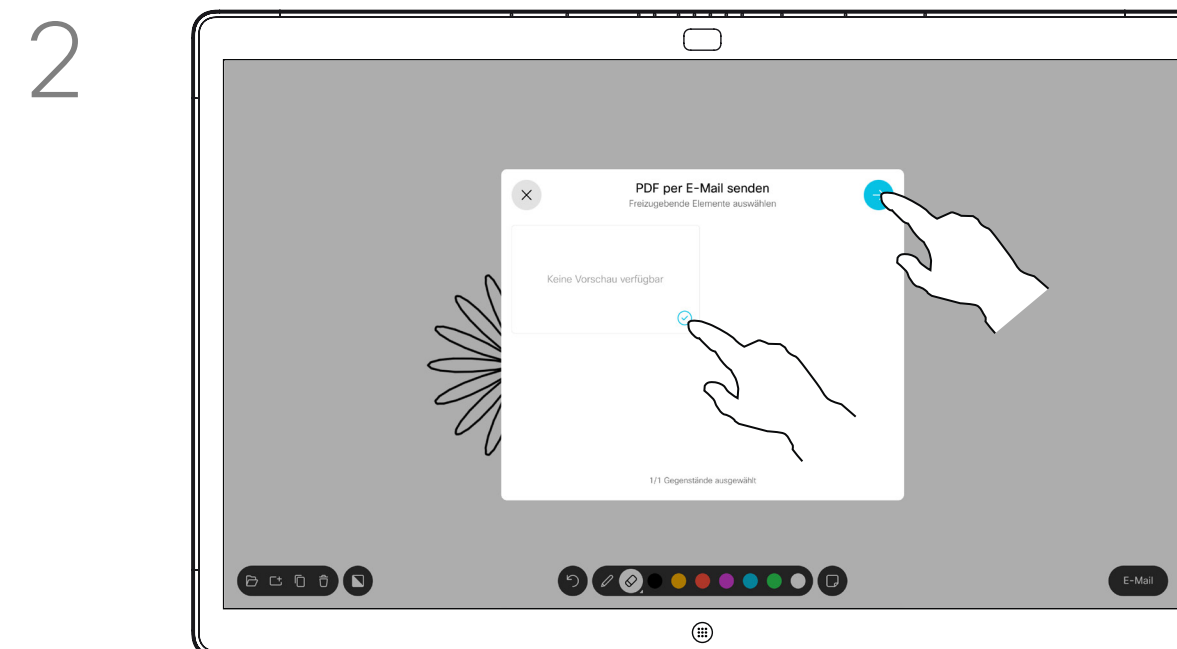 2
PDF per E-Mail senden
Freizugebende Elemente auswählen
Keine Vorschau verfügbar
1/1 Gegenstände ausgewählt
E-Mail